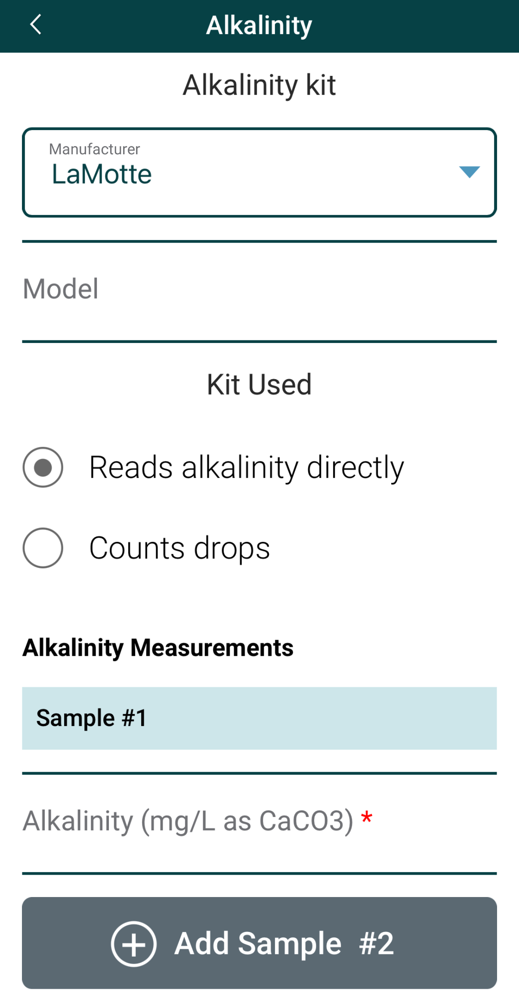 Alkalinity
Alkalinity kit
Manufacturer
LaMotte
Model
Kit Used
Reads alkalinity directly
Counts drops
Alkalinity Measurements
Sample #1
Alkalinity (mg/L as CaCO3) *
Add Sample #2